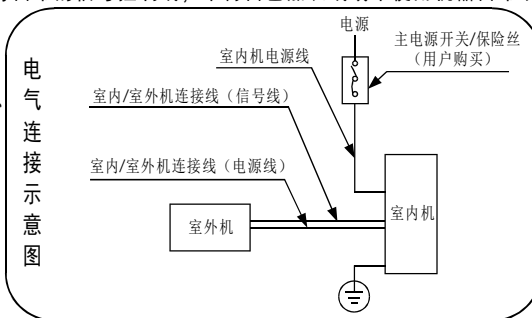 电气连接示意图
电源
主电源开关/保险丝
（用户购买）
室内机电源线
室内/室外机连接线（信号线）
室内/室外机连接线（电源线）
室外机
室内机